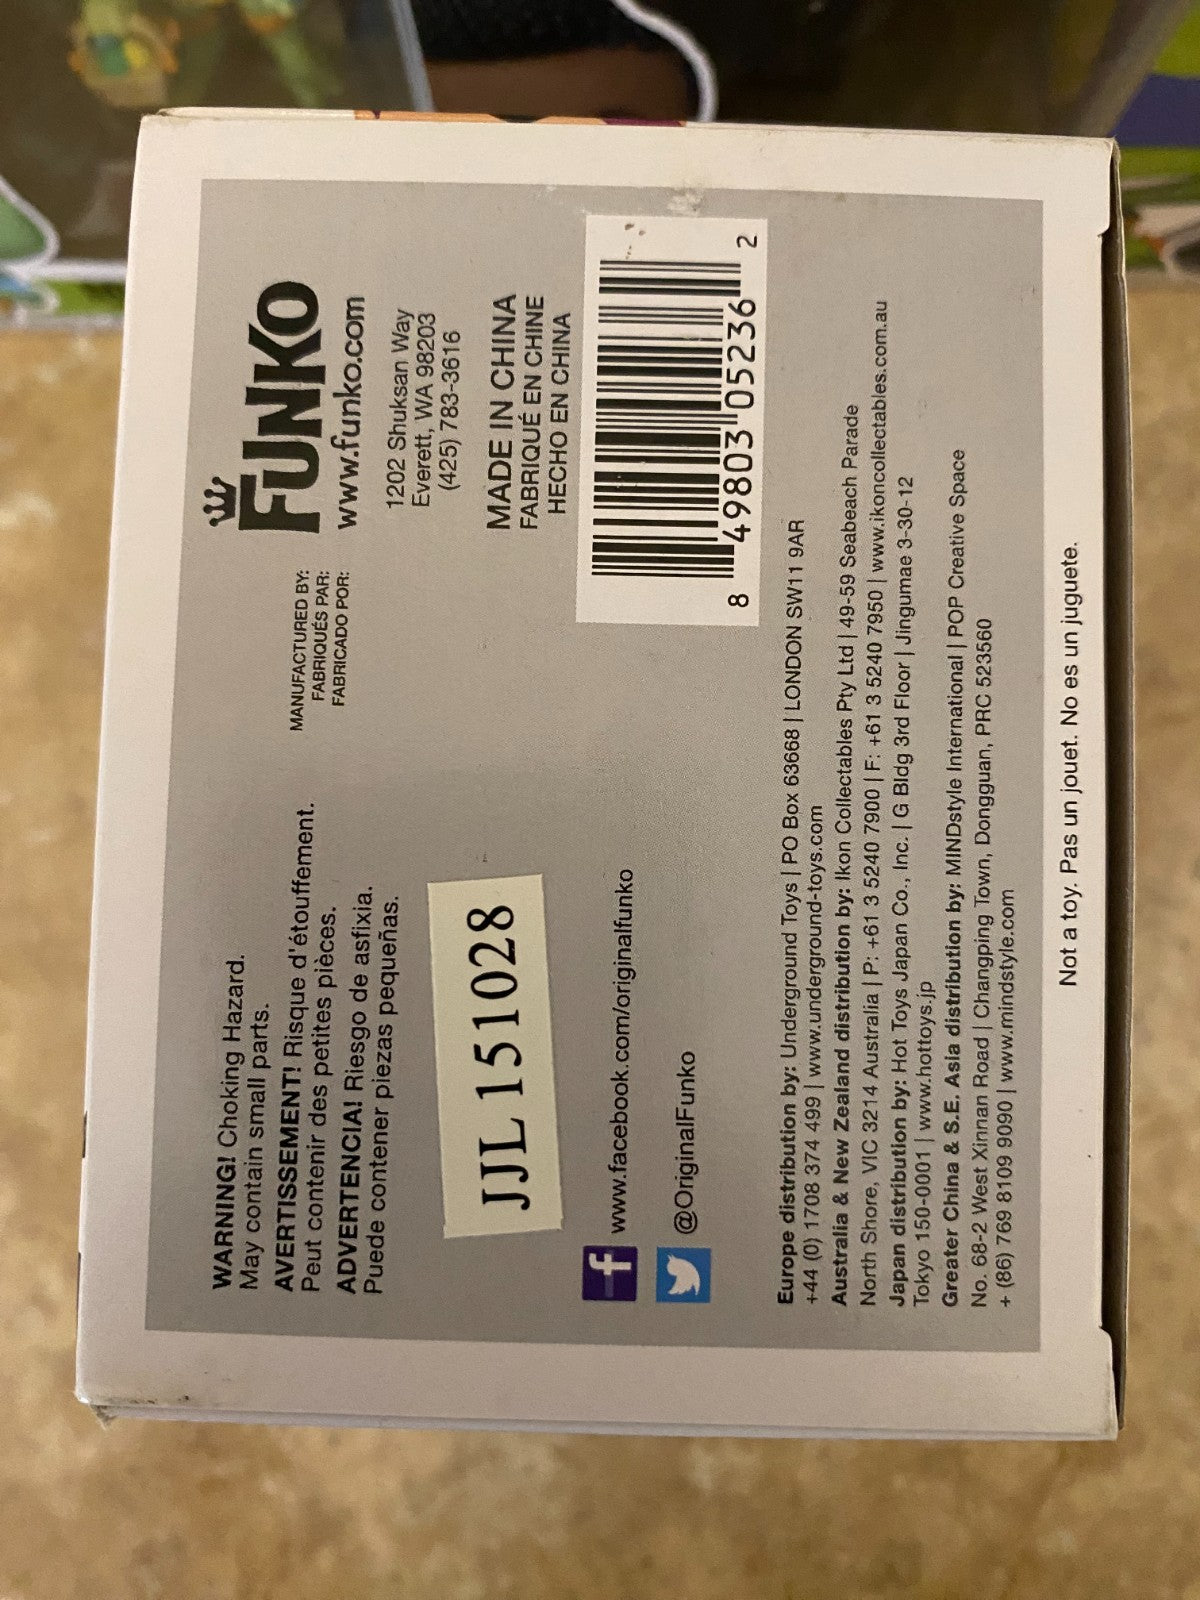 WARNING! Choking Hazard.
May contain small parts.
AVERTISSEMENT! Risque d'étouffement.
Peut contenir des petites pièces.
ADVERTENCIA! Riesgo de asfixia.
Puede contener piezas pequeñas.
JJL 151028
www.facebook.com/originalfunko
@OriginalFunko
MANUFACTURED BY:
FABRIQUÉS PAR:
FABRICADO POR:
FUNKO
www.funko.com
1202 Shuksan Way
Everett, WA 98203
(425) 783-3616
MADE IN CHINA
FABRIQUÉ EN CHINE
HECHO EN CHINA
8 49803 05236 2
Europe distribution by: Underground Toys | PO Box 63668 | LONDON SW11 9AR
+44 (0) 1708 374 499 | www.underground-toys.com
Australia & New Zealand distribution by: Ikon Collectables Pty Ltd | 49-59 Seabeach Parade
North Shore, VIC 3214 Australia | P: +61 3 5240 7900 | F: +61 3 5240 7950 | www.ikoncollectables.com.au
Japan distribution by: Hot Toys Japan Co., Inc. | G Bldg 3rd Floor | Jingumae 3-30-12
Tokyo 150-0001 | www.hottoys.jp
Greater China & S.E. Asia distribution by: MINDstyle International | POP Creative Space
No. 68-2 West Xinnan Road | Changping Town, Dongguan, PRC 523560
+ (86) 769 8109 9090 | www.mindstyle.com
Not a toy. Pas un jouet. No es un juguete.